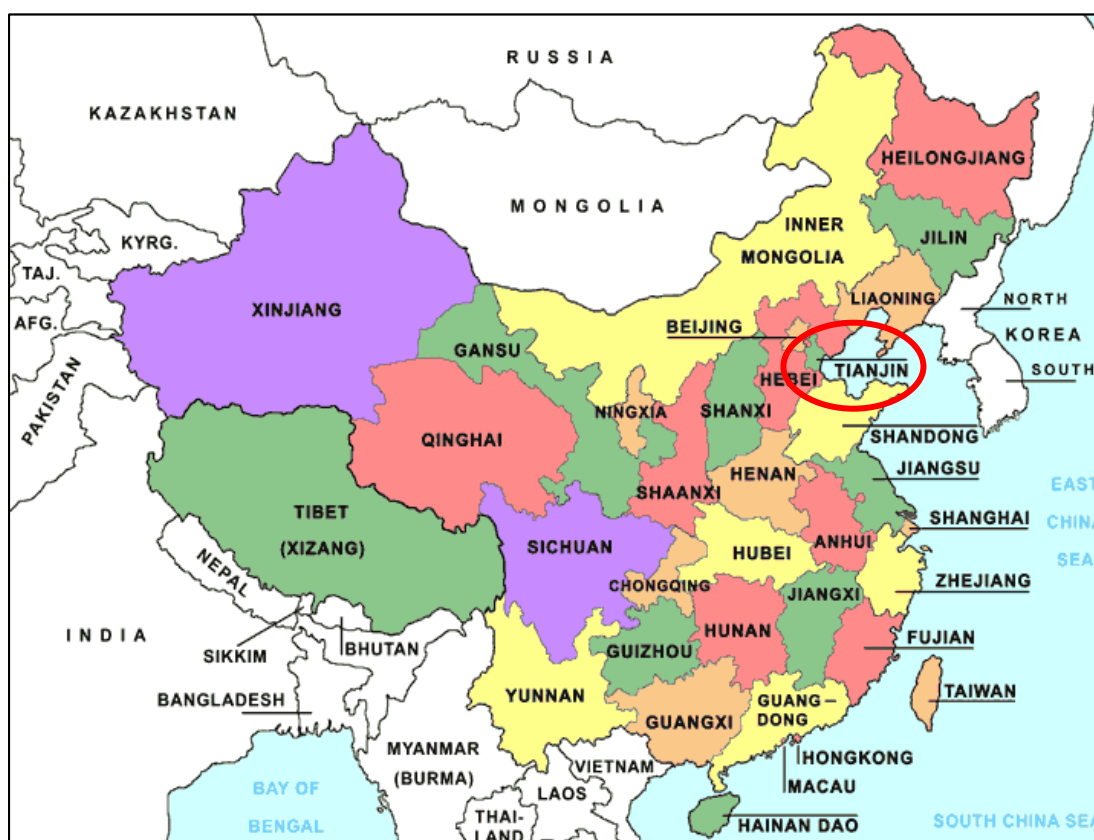 RUSSIA
KAZAKHSTAN
HEILONGJIANG
MONGOLIA
INNER
MONGOLIA
JILIN
KYRG.
TAJ.
AFG.
PAKISTAN
XINJIANG
GANSU
BEIJING
LIAONING
NORTH
KOREA
SOUTH
TIANJIN
HEBEI
NINGXIA
SHANXI
QINGHAI
SHANDONG
HENAN
JIANGSU
SHAANXI
EAST
CHINA
SEA
SHANGHAI
TIBET
(XIZANG)
SICHUAN
HUBEI
ANHUI
NEPAL
CHONGQING
JIANGXI
ZHEJIANG
INDIA
SIKKIM
BHUTAN
GUIZHOU
HUNAN
FUJIAN
BANGLADESH
YUNNAN
GUANGXI
GUANG –
DONG
TAIWAN
MYANMAR
(BURMA)
VIETNAM
HONGKONG
LAOS
MACAU
BAY OF
BENGAL
THAI-
LAND
HAINAN DAO
SOUTH CHINA SEA